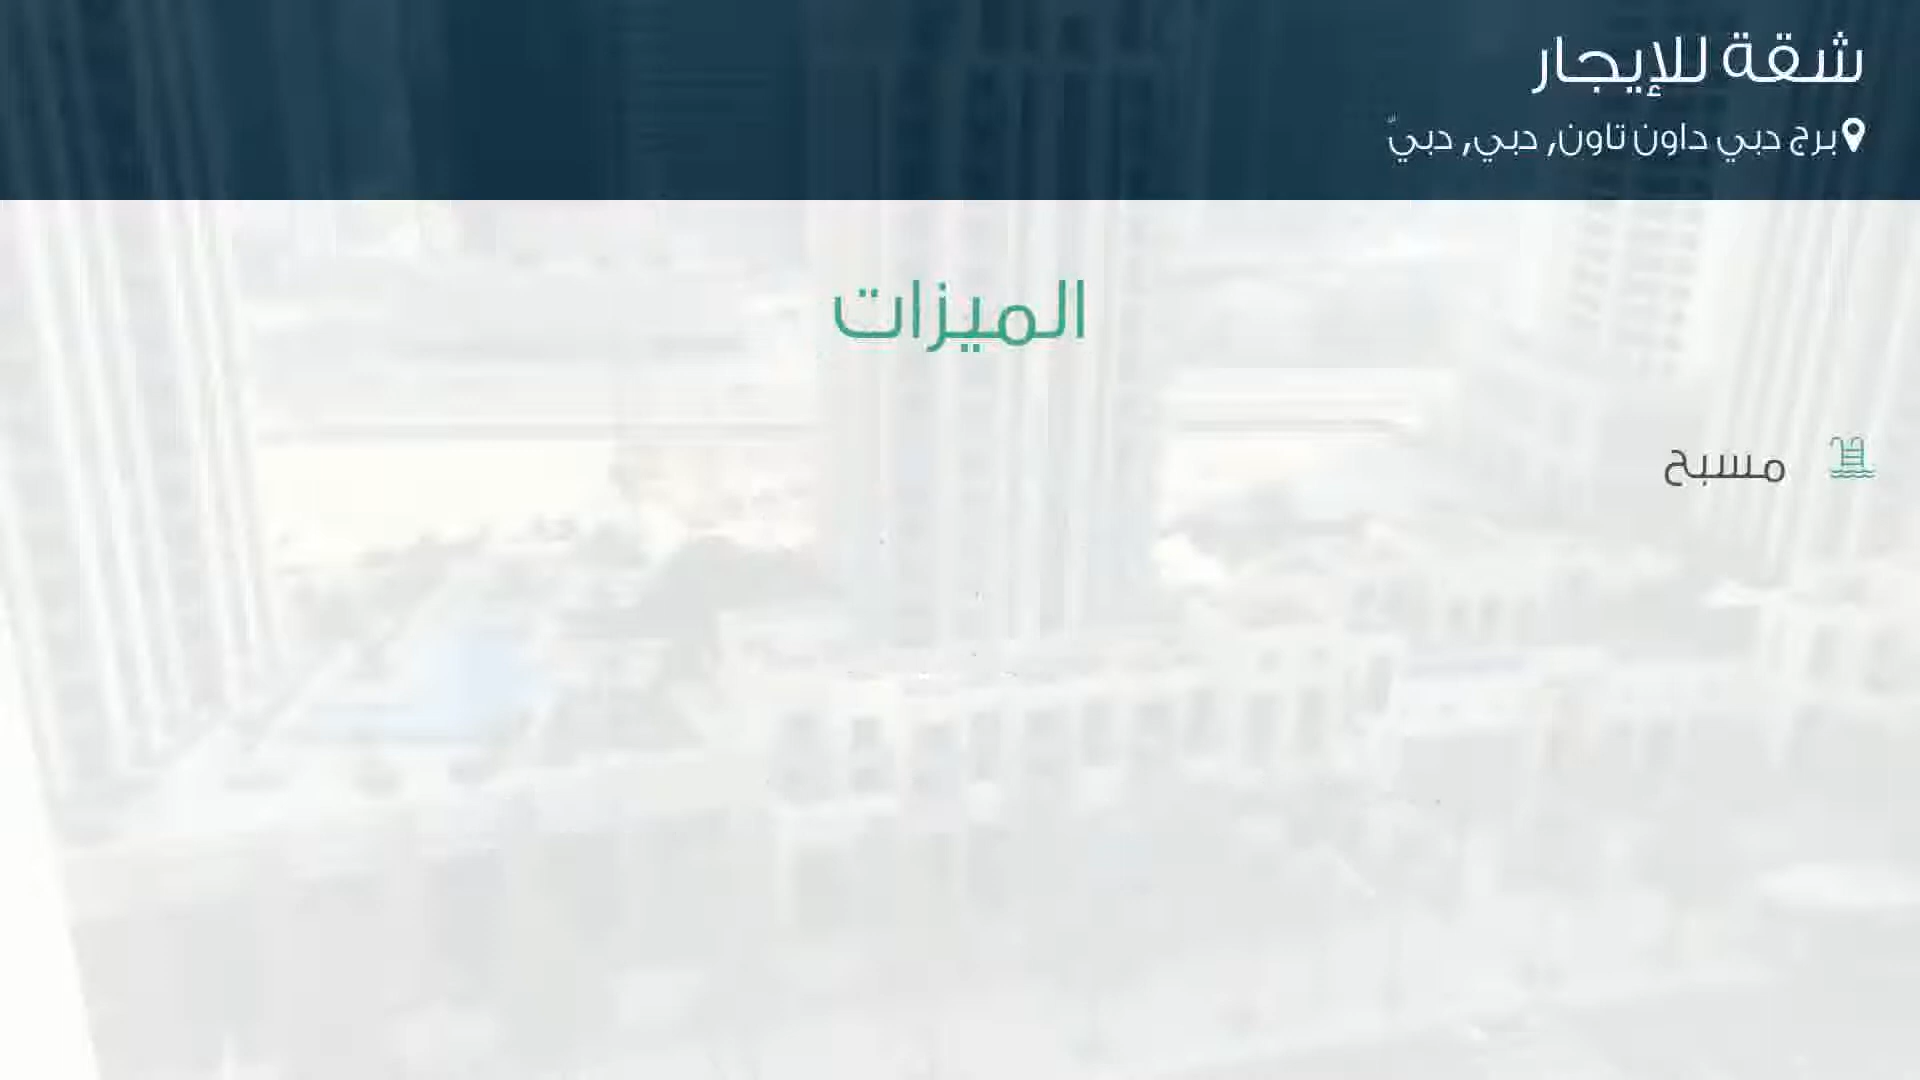 شقة للإيجار
برج دبي داون تاون, دبي, دبيّ
الميزات
مسبح